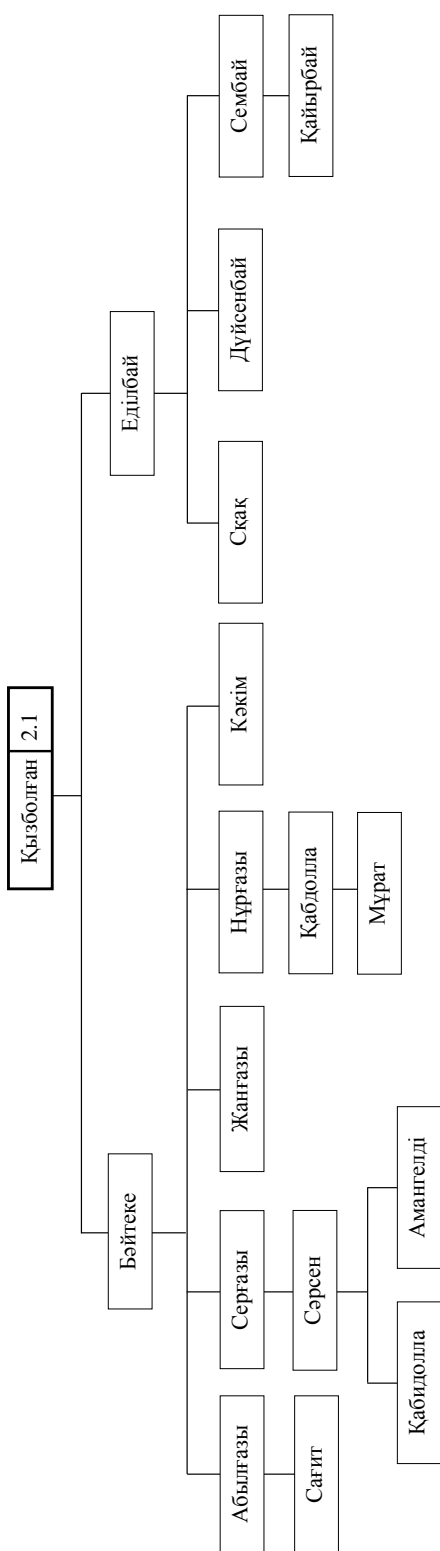 Қызболған 2.1
Бәйтеке
Еділбай
Абылғазы
Серғазы
Жанғазы
Нұрғазы
Кәкім
Сқақ
Дүйсенбай
Сембай
Сағит
Сәрсен
Қабдолла
Қайырбай
Қабидолла
Амангелді
Мұрат